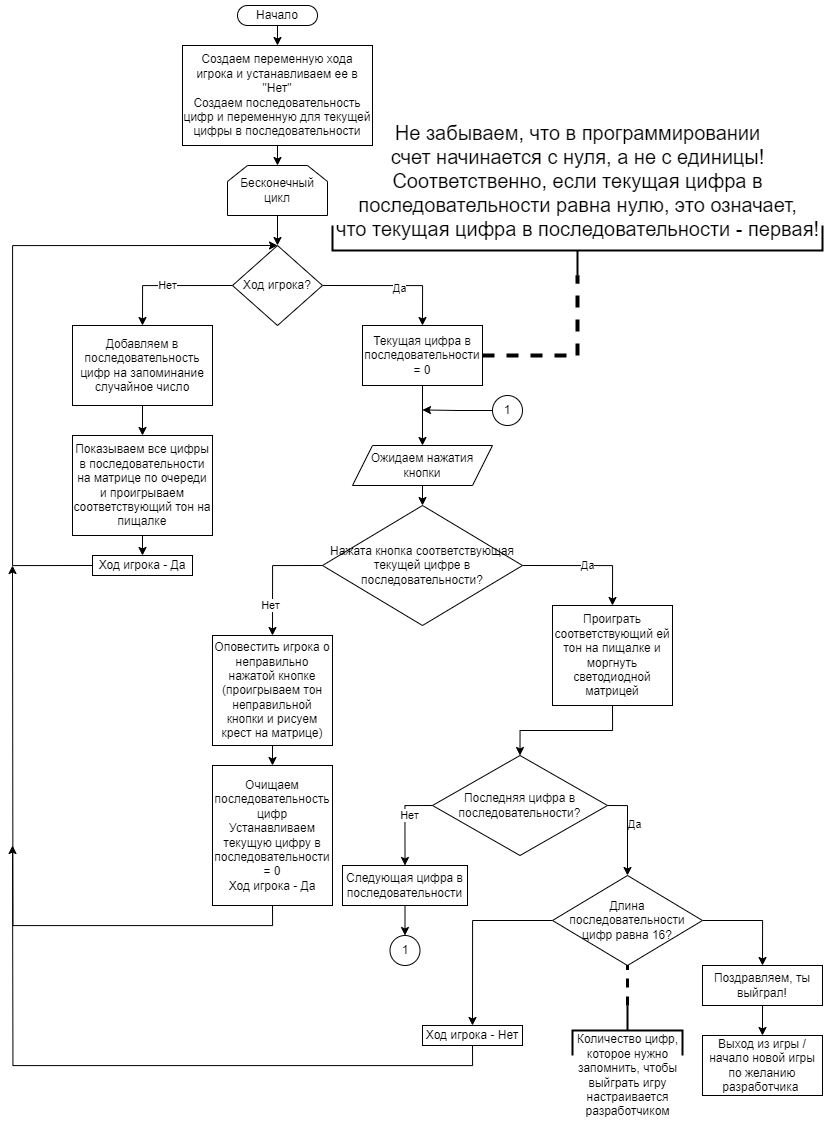 Начало
Создаем переменную хода
игрока и устанавливаем ее в
"Нет"
Создаем последовательность
цифр и переменную для текущей
цифры в последовательности
Не забываем, что в программировании
счет начинается с нуля, а не с единицы!
Соответственно, если текущая цифра в
последовательности равна нулю, это означает,
что текущая цифра в последовательности - первая!
Бесконечный
цикл
Ход игрока?
Нет
Да
Добавляем в
последовательность
цифр на запоминание
случайное число
Текущая цифра в
последовательности
= 0
1
Показываем все цифры
в последовательности
на матрице по очереди
и проигрываем
соответствующий тон на
пищалке
Ожидаем нажатия
кнопки
Ход игрока - Да
Нажата кнопка соответствующая
текущей цифре в
последовательности?
Нет
Да
Оповестить игрока о
неправильно
нажатой кнопке
(проигрываем тон
неправильной
кнопки и рисуем
крест на матрице)
Проиграть
соответствующий ей
тон на пищалке и
моргнуть
светодиодной
матрицей
Очищаем
последовательность
цифр
Устанавливаем
текущую цифру в
последовательности
= 0
Ход игрока - Да
Последняя цифра в
последовательности?
Нет
Да
Следующая цифра в
последовательности
1
Длина
последовательности
цифр равна 16?
Поздравляем, ты
выйграл!
Ход игрока - Нет
Количество цифр,
которое нужно
запомнить, чтобы
выйграть игру
настраивается
разработчиком
Выход из игры /
начало новой игры
по желанию
разработчика